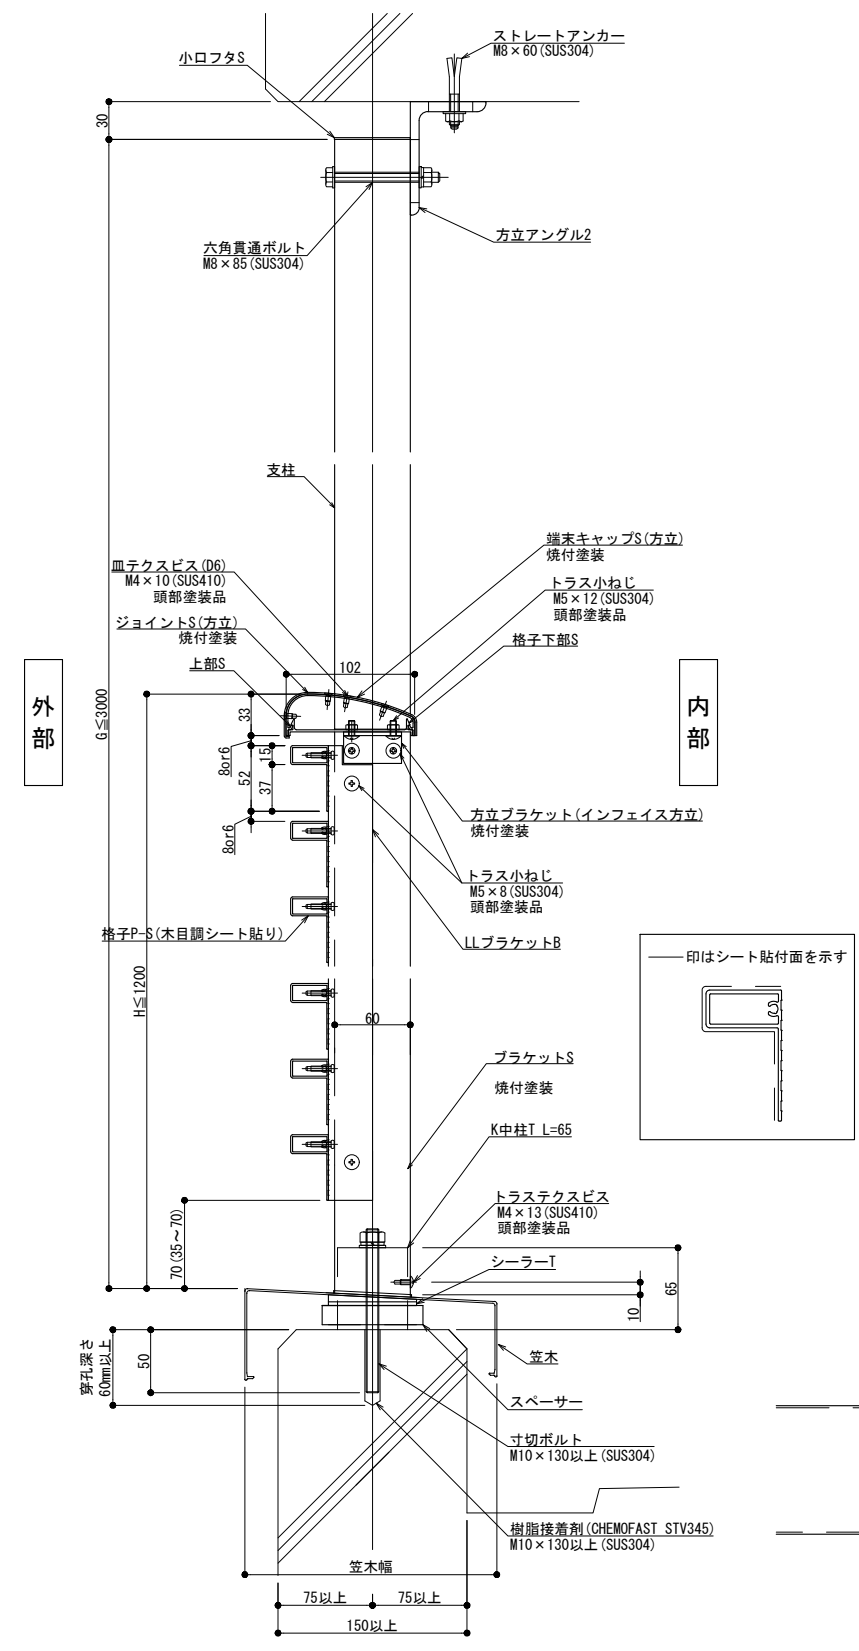 ストレートアンカー
M8×60(SUS304)
小口フタS
30
六角貫通ボルト
M8×85(SUS304)
方立アングル2
支柱
端末キャップS(方立)
焼付塗装
皿テクスビス(D6)
M4×10(SUS410)
頭部塗装品
トラス小ねじ
M5×12(SUS304)
頭部塗装品
ジョイントS(方立)
焼付塗装
格子下部S
上部S
102
外部
内部
G≦3000
33
8or6
15
52
37
8or6
方立ブラケット(インフェイス方立)
焼付塗装
トラス小ねじ
M5×8(SUS304)
頭部塗装品
格子P-S(木目調シート貼り)
LLブラケットB
印はシート貼付面を示す
H≦1200
60
ブラケットS
焼付塗装
K中柱T L=65
トラステクスビス
M4×13(SUS410)
頭部塗装品
70(35~70)
シーラーT
65
10
穿孔深さ
60mm以上
50
笠木
スペーサー
寸切ボルト
M10×130以上(SUS304)
樹脂接着剤(CHEMOFAST STV345)
M10×130以上(SUS304)
笠木幅
75以上
75以上
150以上